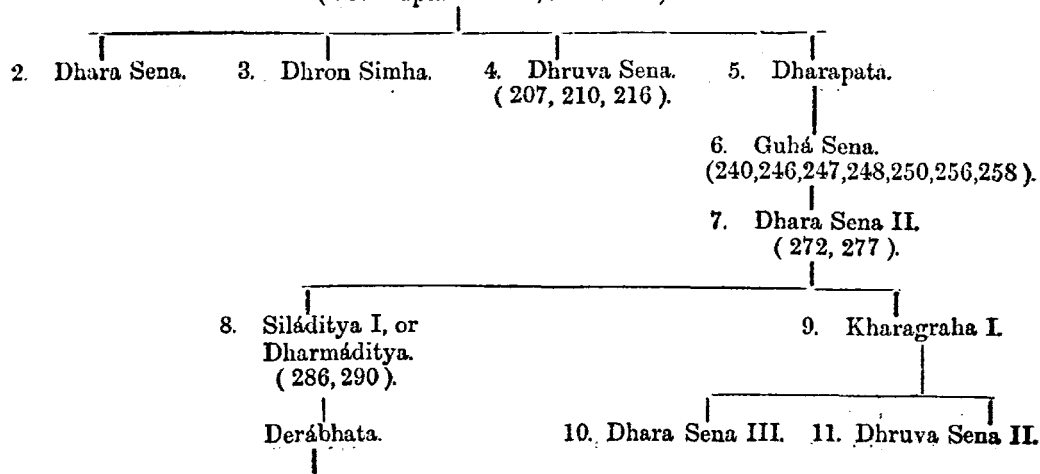 2. Dhara Sena. 3. Dhron Simha. 4. Dhruva Sena. 5. Dharapata.
( 207, 210, 216 ).
6. Guhá Sena.
(240,246,247,248,250,256,258 ).
7. Dhara Sena II.
( 272, 277 ).
8. Siláditya I, or 9. Kharagraha I.
Dharmáditya.
( 286, 290 ).
Derábhata. 10. Dhara Sena III. 11. Dhruva Sena II.